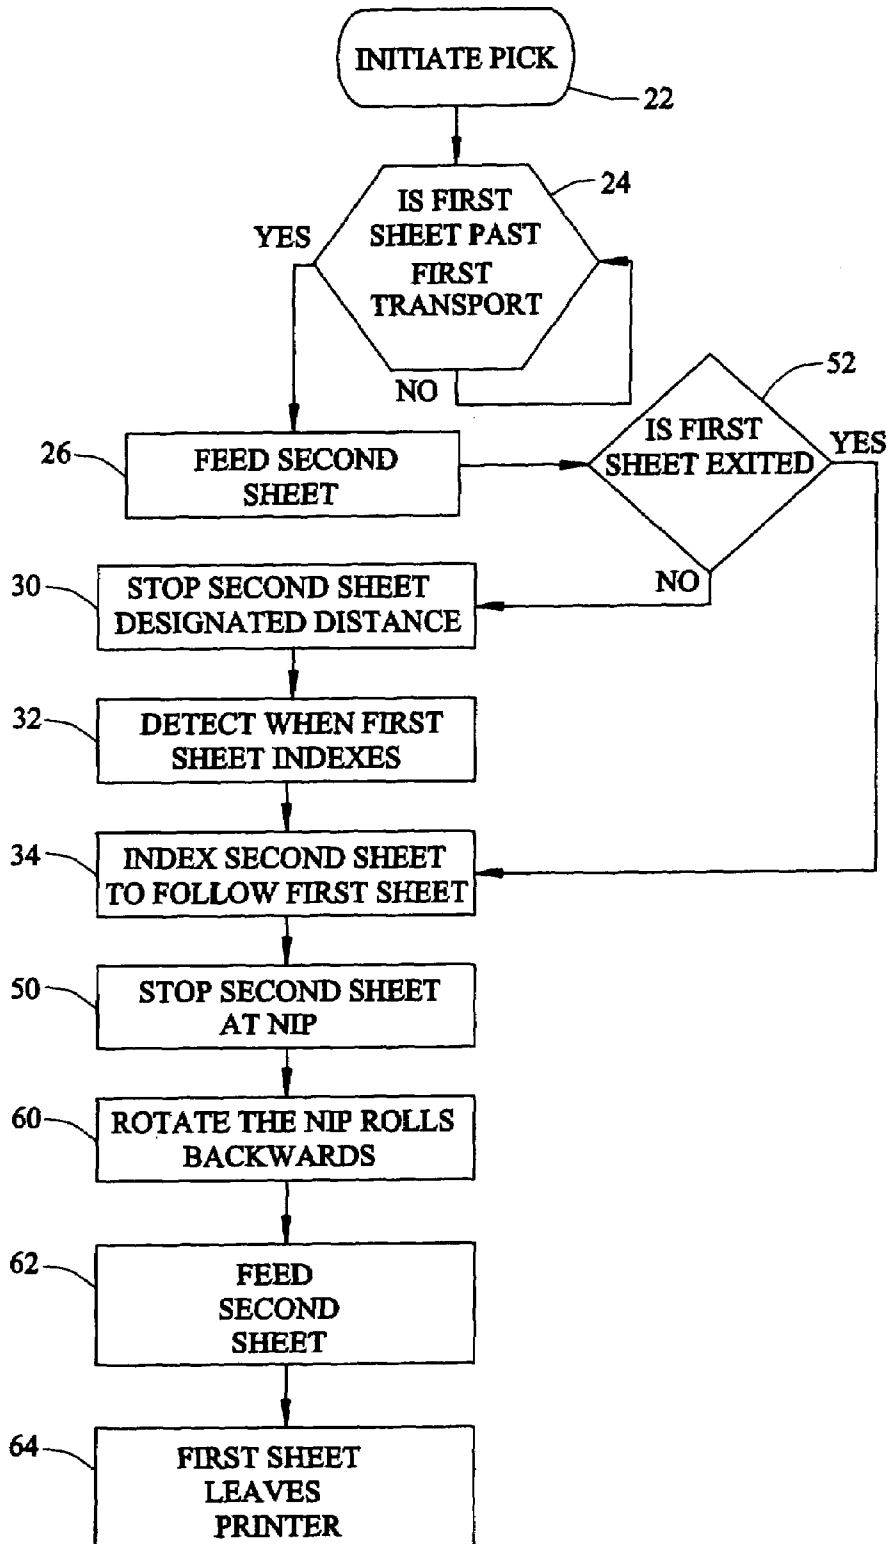 INITIATE PICK
22
24
IS FIRST
SHEET PAST
FIRST
TRANSPORT
YES
NO
52
IS FIRST
SHEET EXITED
YES
NO
26
FEED SECOND
SHEET
30
STOP SECOND SHEET
DESIGNATED DISTANCE
32
DETECT WHEN FIRST
SHEET INDEXES
34
INDEX SECOND SHEET
TO FOLLOW FIRST SHEET
50
STOP SECOND SHEET
AT NIP
60
ROTATE THE NIP ROLLS
BACKWARDS
62
FEED
SECOND
SHEET
64
FIRST SHEET
LEAVES
PRINTER